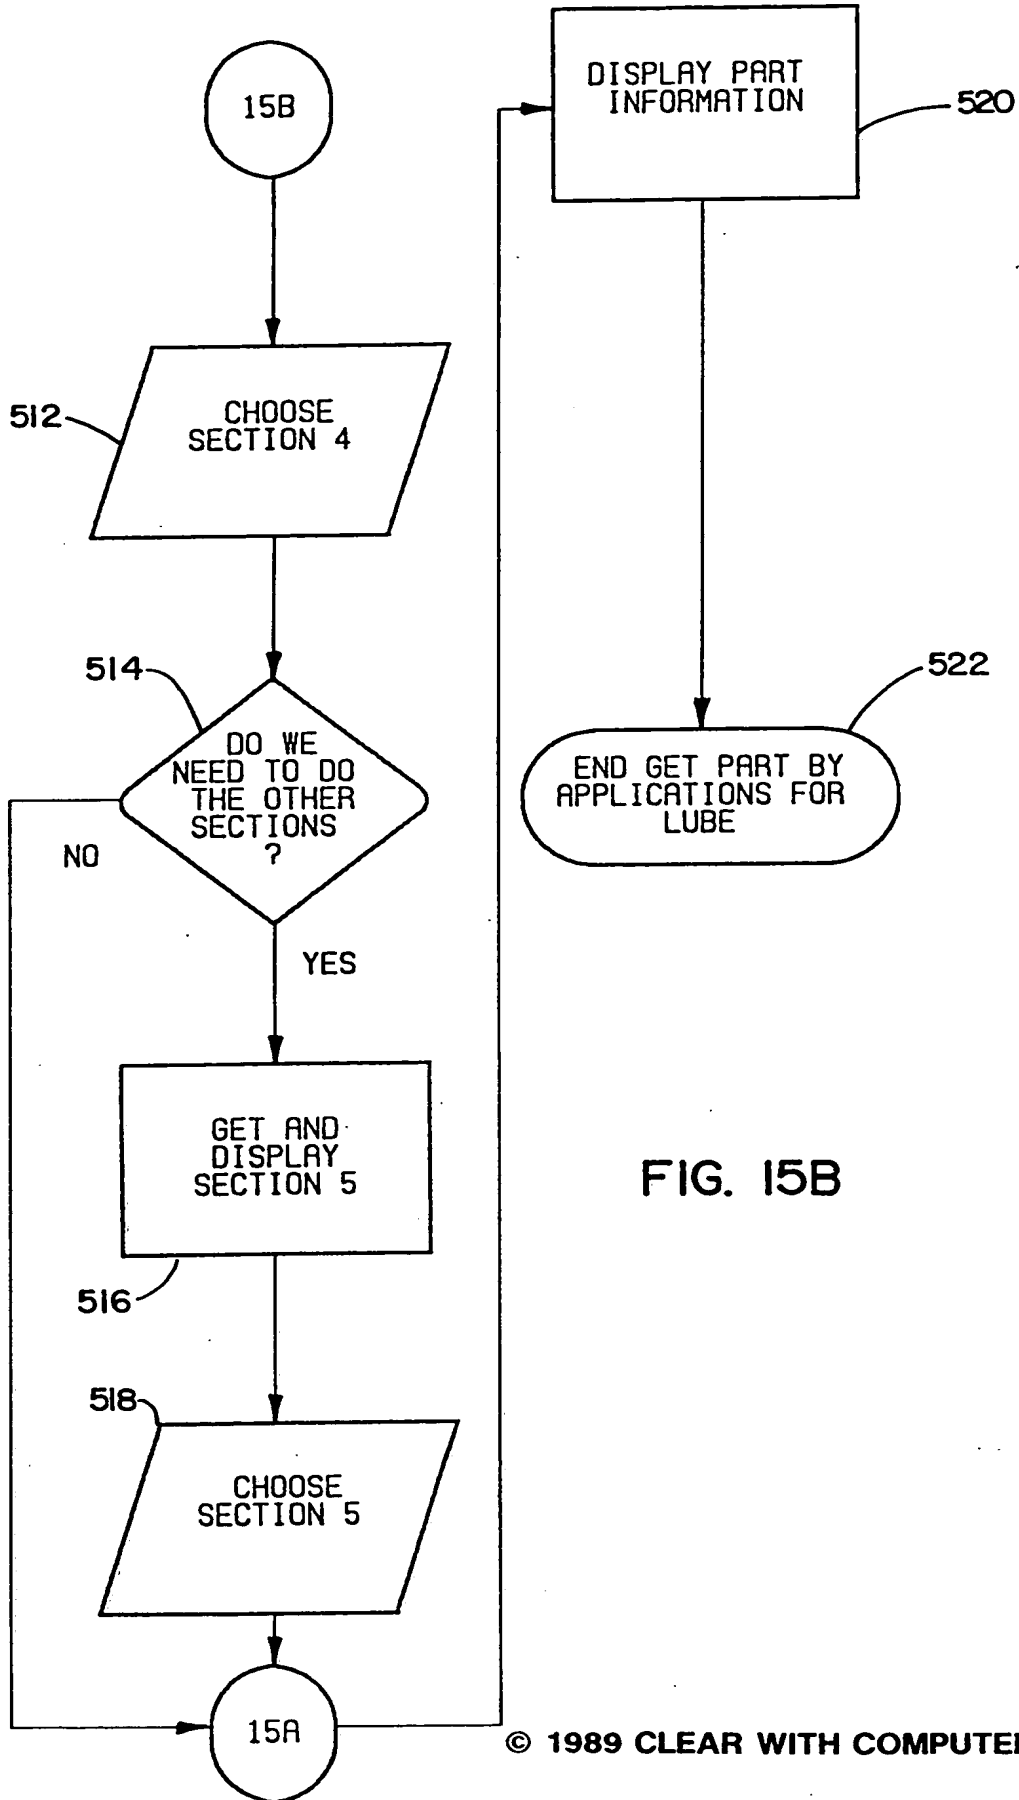 15B
CHOOSE
SECTION 4
512
514
DO WE
NEED TO DO
THE OTHER
SECTIONS
?
NO
YES
GET AND
DISPLAY
SECTION 5
516
518
CHOOSE
SECTION 5
15A
DISPLAY PART
INFORMATION
520
522
END GET PART BY
APPLICATIONS FOR
LUBE
FIG. 15B
© 1989 CLEAR WITH COMPUTE